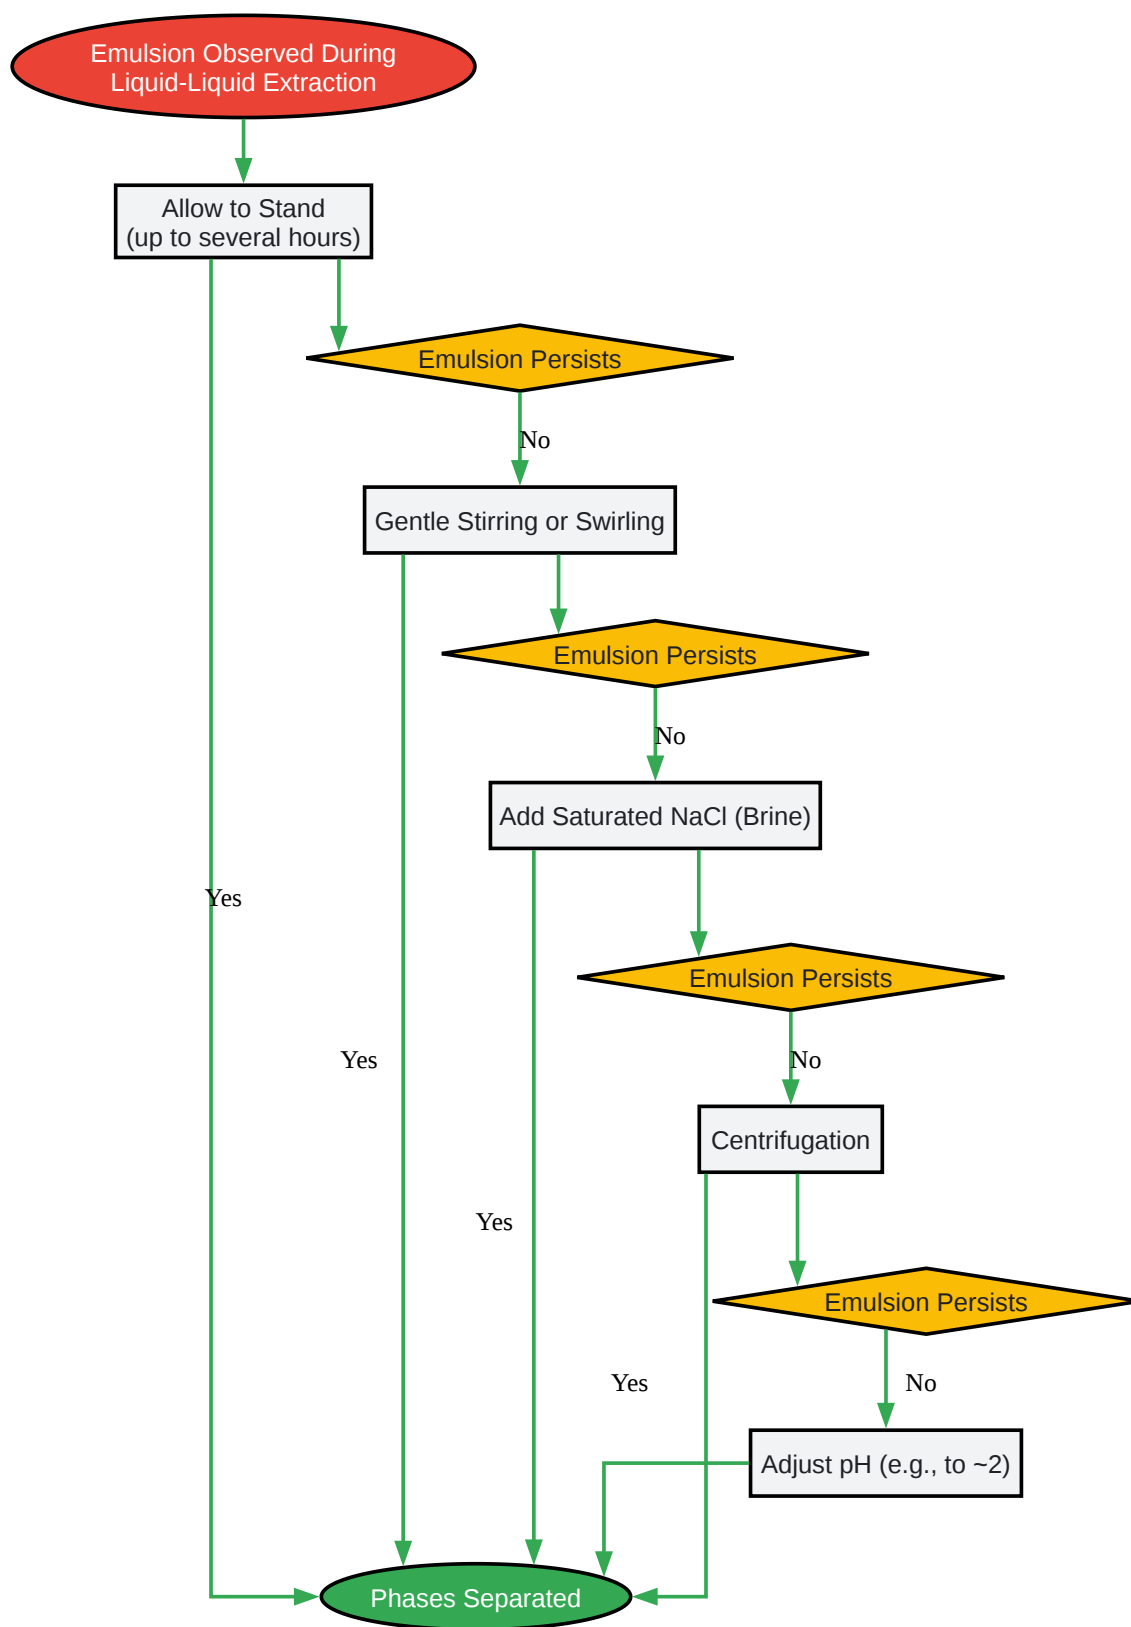 Emulsion Observed During
Liquid-Liquid Extraction
Allow to Stand
(up to several hours)
Emulsion Persists
No
Gentle Stirring or Swirling
Emulsion Persists
No
Add Saturated NaCl (Brine)
Yes
Emulsion Persists
Yes
No
Centrifugation
Yes
Emulsion Persists
Yes
No
Adjust pH (e.g., to ~2)
Phases Separated